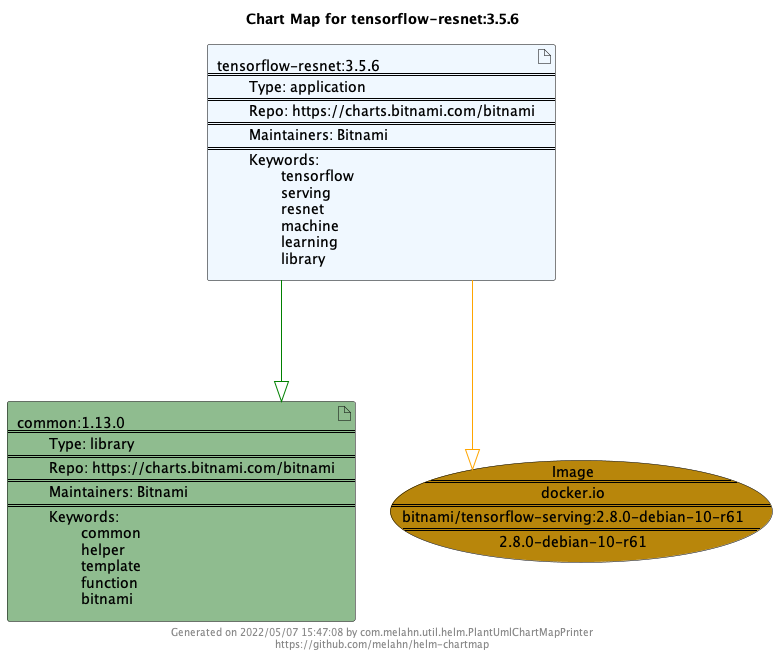 Chart Map for tensorflow-resnet:3.5.6
tensorflow-resnet:3.5.6
Type: application
Repo: https://charts.bitnami.com/bitnami
Maintainers: Bitnami
Keywords:
tensorflow
serving
resnet
machine
learning
library
common:1.13.0
Type: library
Repo: https://charts.bitnami.com/bitnami
Maintainers: Bitnami
Keywords:
common
helper
template
function
bitnami
Image
docker.io
bitnami/tensorflow-serving:2.8.0-debian-10-r61
2.8.0-debian-10-r61
Generated on 2022/05/07 15:47:08 by com.melahn.util.helm.PlantUmlChartMapPrinter
https://github.com/melahn/helm-chartmap